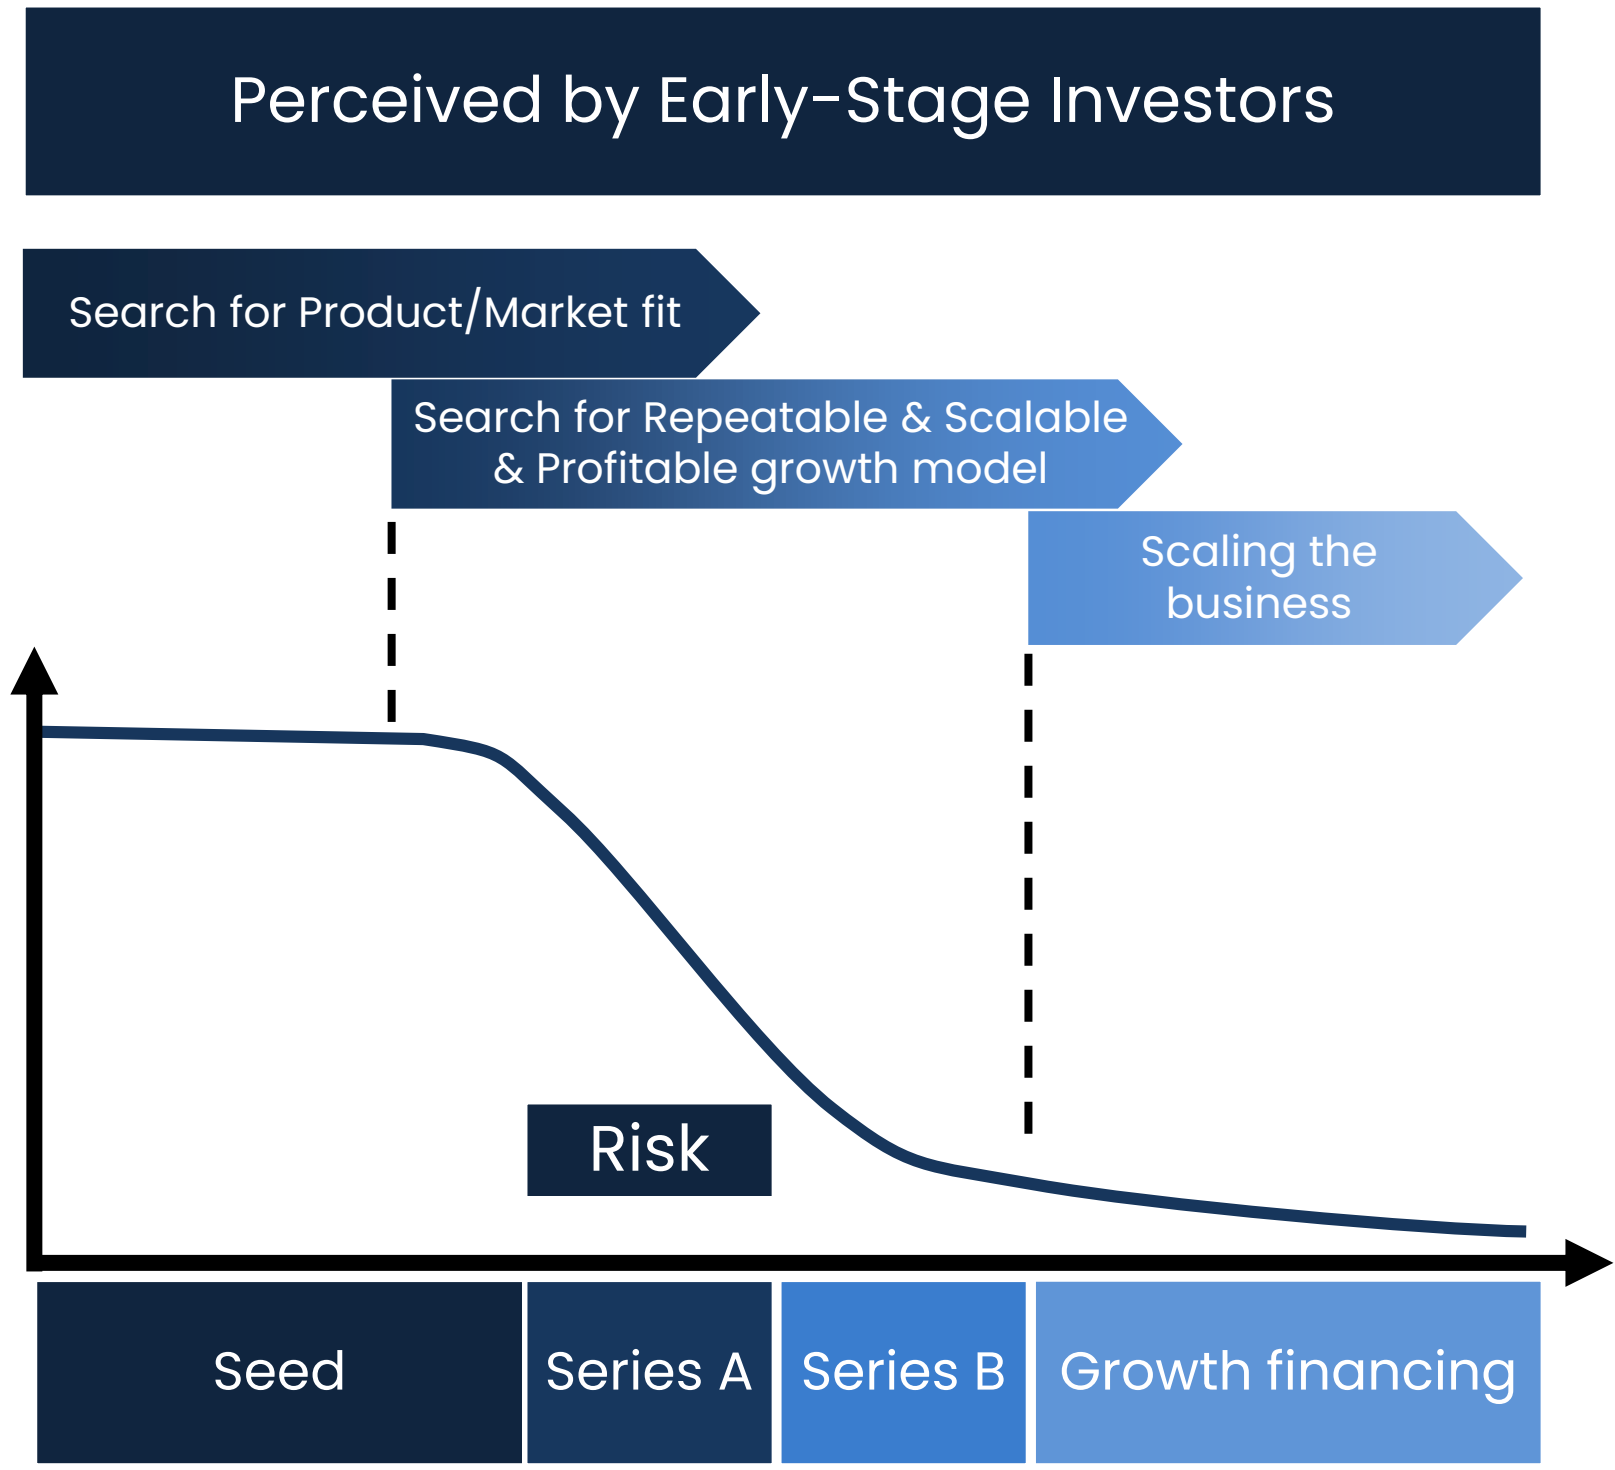 Perceived by Early-Stage Investors
Search for Product/Market fit
Search for Repeatable & Scalable
& Profitable growth model
Scaling the
business
Risk
Seed
Series A
Series B
Growth financing